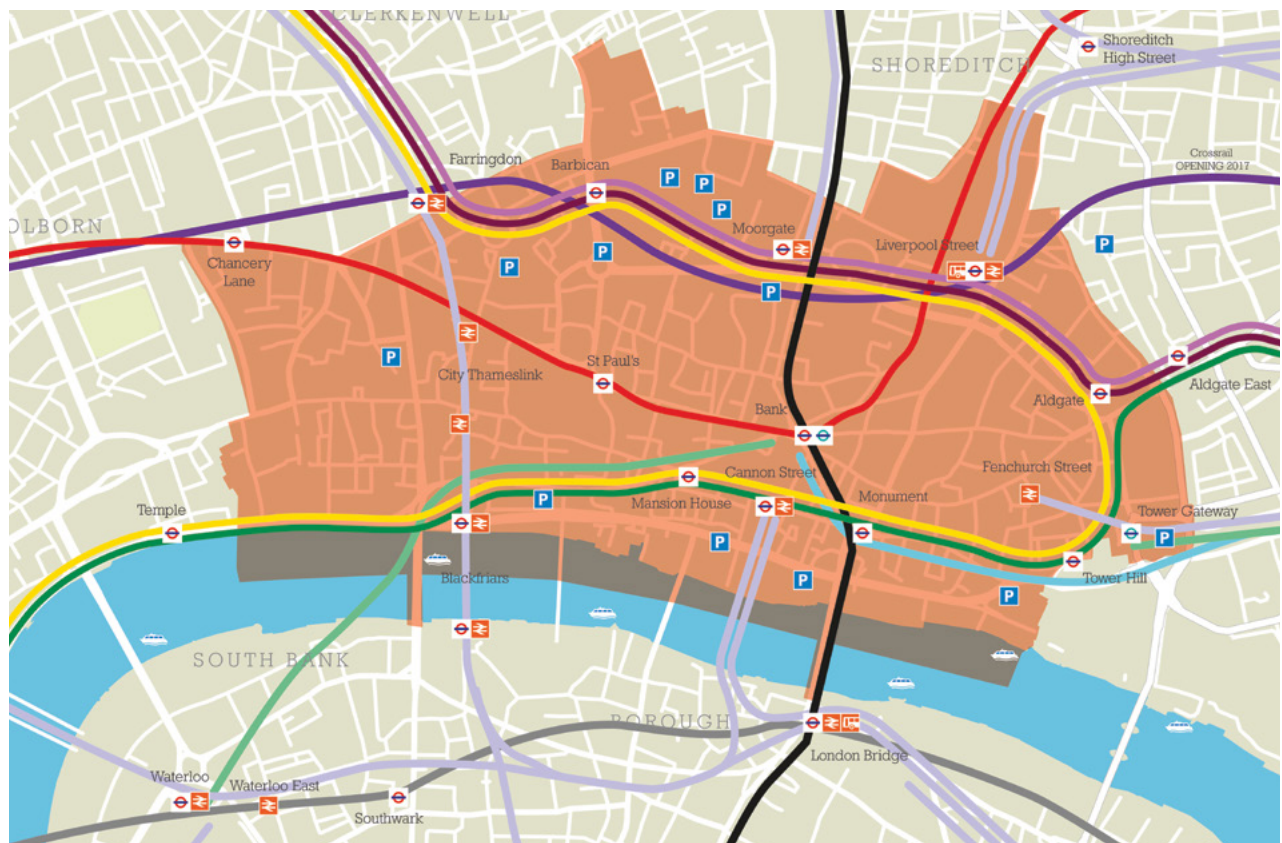 CLERKENWELL
Shoreditch
High Street
SHOREDITCH
Farringdon
Barbican
Crossrail
OPENING 2017
OLBORN
Moorgate
Liverpool Street
Chancery
Lane
St Paul's
City Thameslink
Aldgate East
Aldgate
Bank
Fenchurch Street
Cannon Street
Mansion House
Monument
Temple
Tower Gateway
Blackfriars
Tower Hill
SOUTH BANK
BOROUGH
London Bridge
Waterloo
Waterloo East
Southwark
P
P
P
P
P
P
P
P
P
P
P
P
P
P